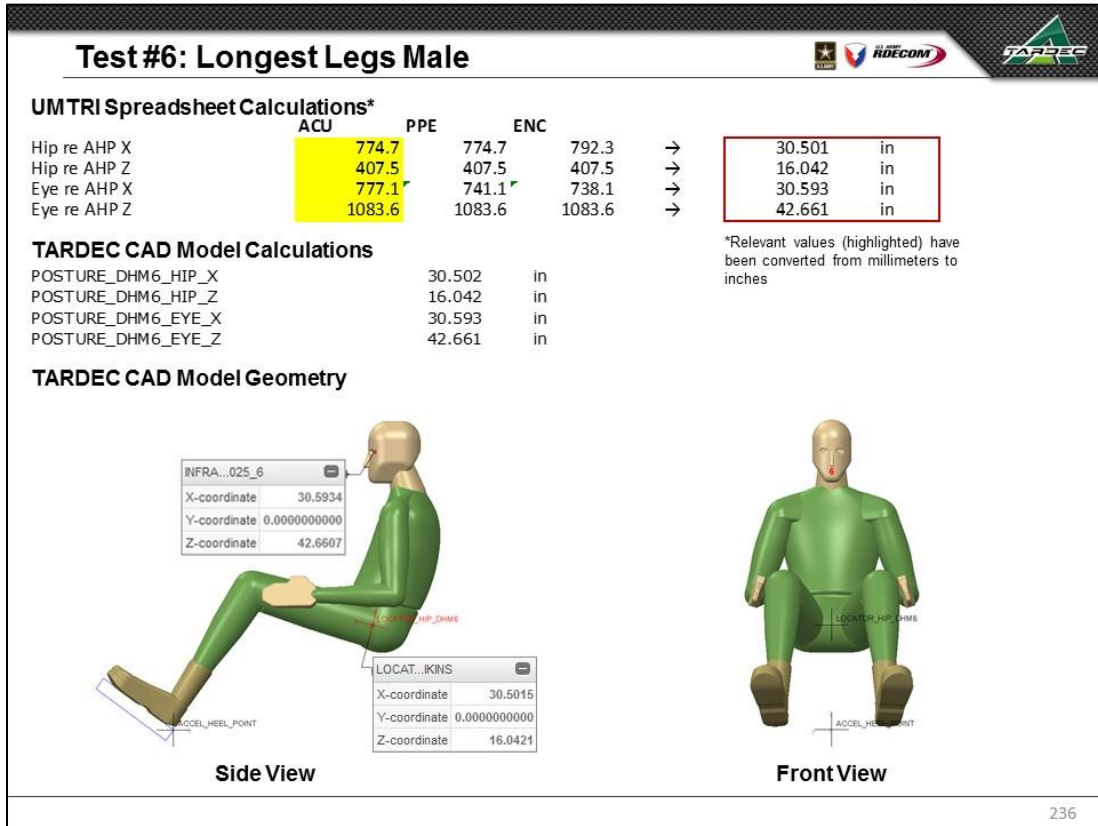 Test #6: Longest Legs Male
U.S. ARMY
U.S. ARMY RDECOM
TARDEC
UMTRI Spreadsheet Calculations*
ACU PPE ENC
Hip re AHP X 774.7 774.7 792.3 → 30.501 in
Hip re AHP Z 407.5 407.5 407.5 → 16.042 in
Eye re AHP X 777.1 741.1 738.1 → 30.593 in
Eye re AHP Z 1083.6 1083.6 1083.6 → 42.661 in
*Relevant values (highlighted) have
been converted from millimeters to
inches
TARDEC CAD Model Calculations
POSTURE_DHM6_HIP_X 30.502 in
POSTURE_DHM6_HIP_Z 16.042 in
POSTURE_DHM6_EYE_X 30.593 in
POSTURE_DHM6_EYE_Z 42.661 in
TARDEC CAD Model Geometry
INFRA...025_6
X-coordinate 30.5934
Y-coordinate 0.0000000000
Z-coordinate 42.6607
6
LOCATOR_HIP_DHM6
LOCATOR_HIP_DHM6
LOCAT...IKINS
X-coordinate 30.5015
Y-coordinate 0.0000000000
Z-coordinate 16.0421
ACCEL_HEEL_POINT
ACCEL_HEEL_POINT
Side View
Front View
236